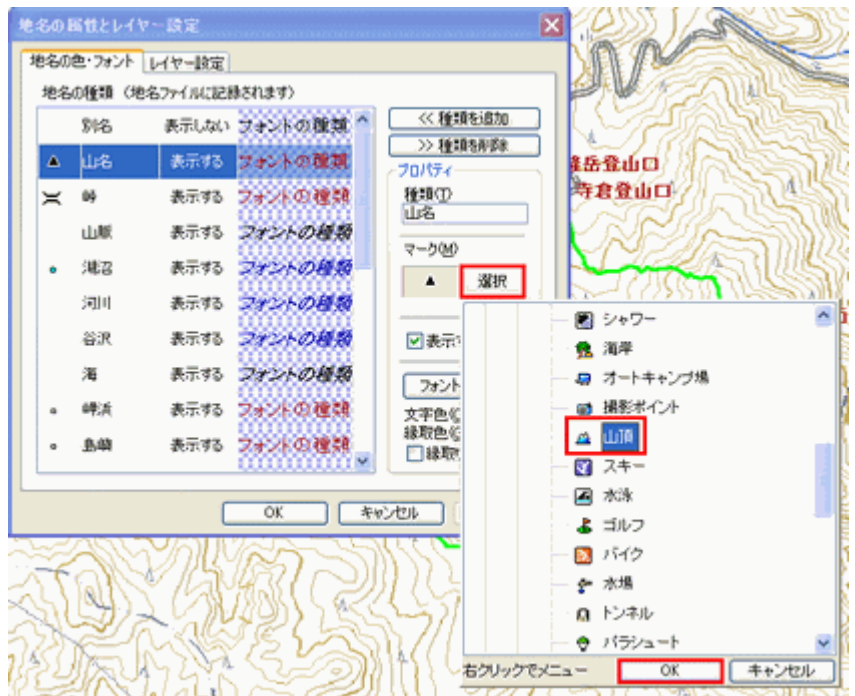 地名の属性とレイヤー設定
地名の色・フォント レイヤー設定
地名の種類 (地名ファイルに記録されます)
別名 表示しない フォントの種類
山名 表示する フォントの種類
峠 表示する フォントの種類
山脈 表示する フォントの種類
湖沼 表示する フォントの種類
河川 表示する フォントの種類
谷沢 表示する フォントの種類
海 表示する フォントの種類
岬浜 表示する フォントの種類
島嶼 表示する フォントの種類
<< 種類を追加
>> 種類を削除
プロパティ
種類(T)
山名
マーク(M)
選択
表示
フォント
文字色
縁取色
縁取
OK キャンセル
岳登山口
寺倉登山口
シャワー
海岸
オートキャンプ場
撮影ポイント
山頂
スキー
水泳
ゴルフ
バイク
水場
トンネル
パラシュート
右クリックでメニュー OK キャンセル